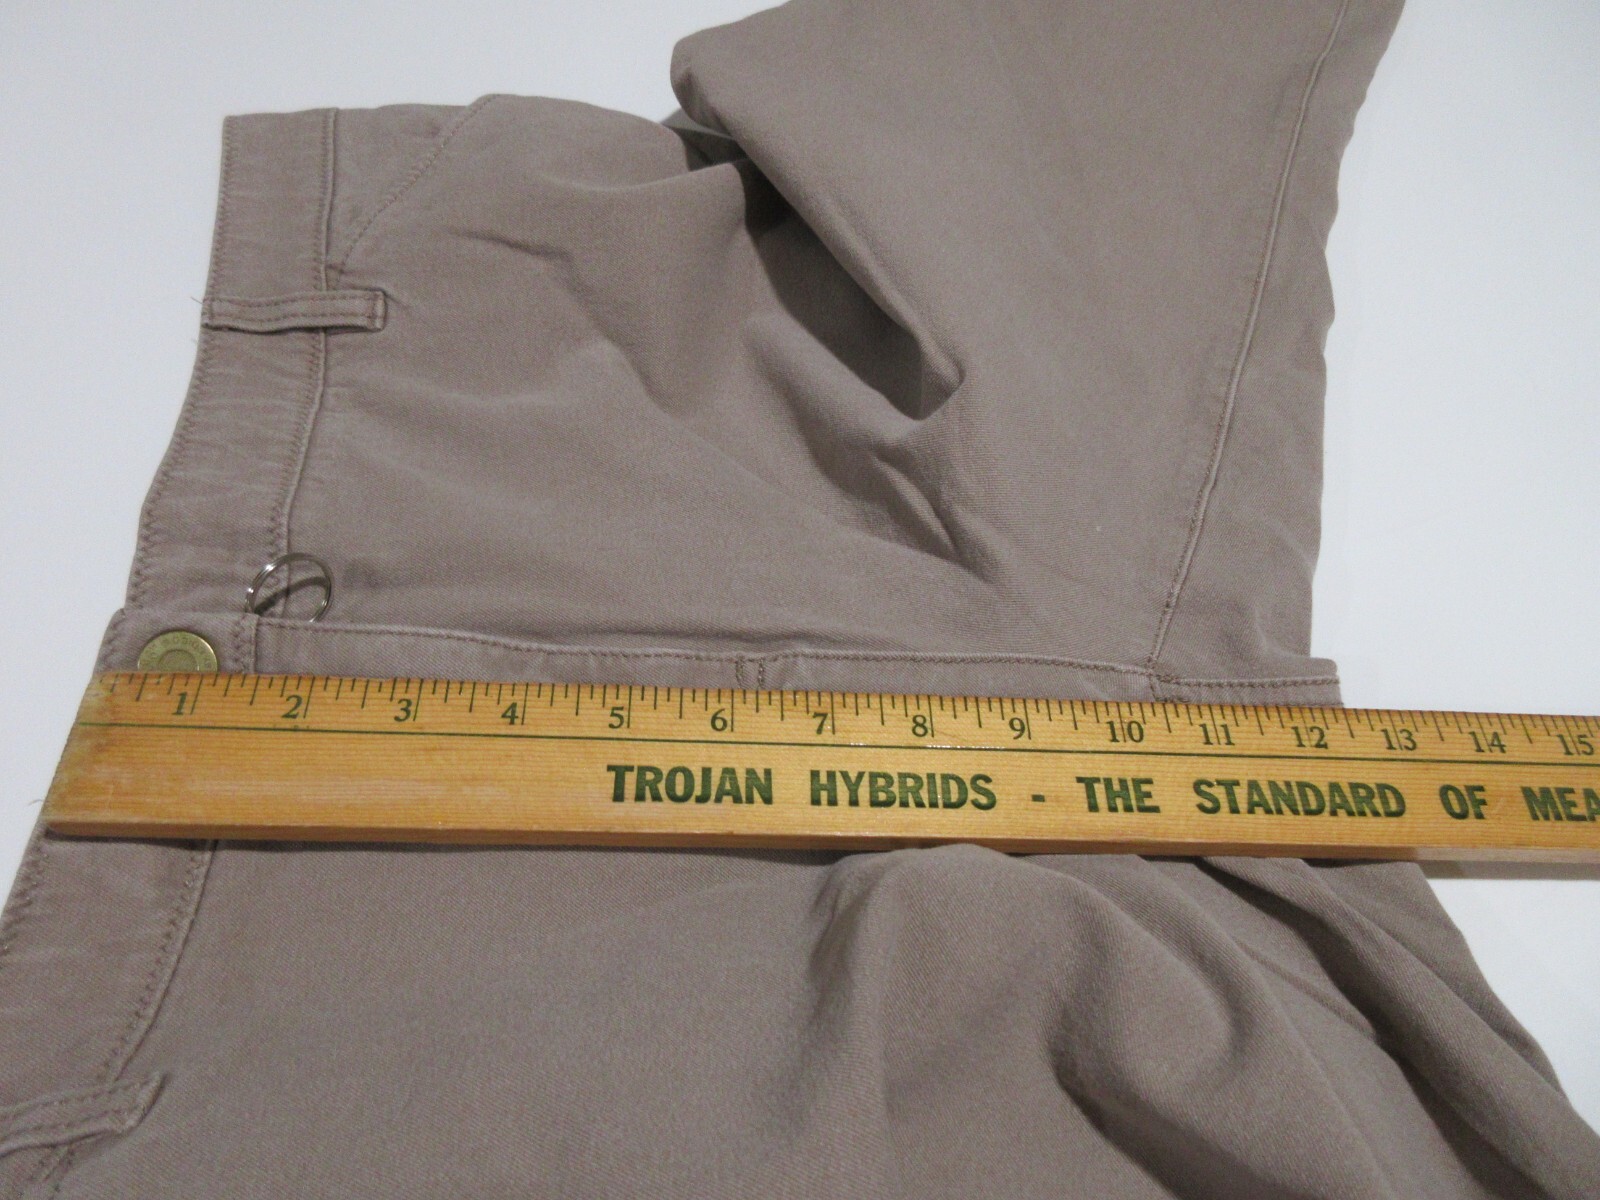 1 2 3 4 5 6 7 8 9 10 11 12 13 14 15
TROJAN HYBRIDS - THE STANDARD OF MEA